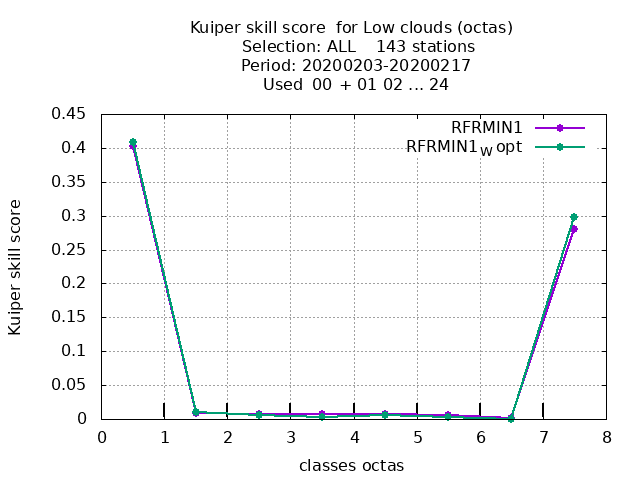 Kuiper skill score  for Low clouds (octas)
Selection: ALL    143 stations
Period: 20200203-20200217
Used  00 + 01 02 ... 24
RFRMIN1
RFRMIN1W opt
0.45
0.4
0.35
0.3
0.25
0.2
0.15
0.1
0.05
0
Kuiper skill score
0 1 2 3 4 5 6 7 8
classes octas